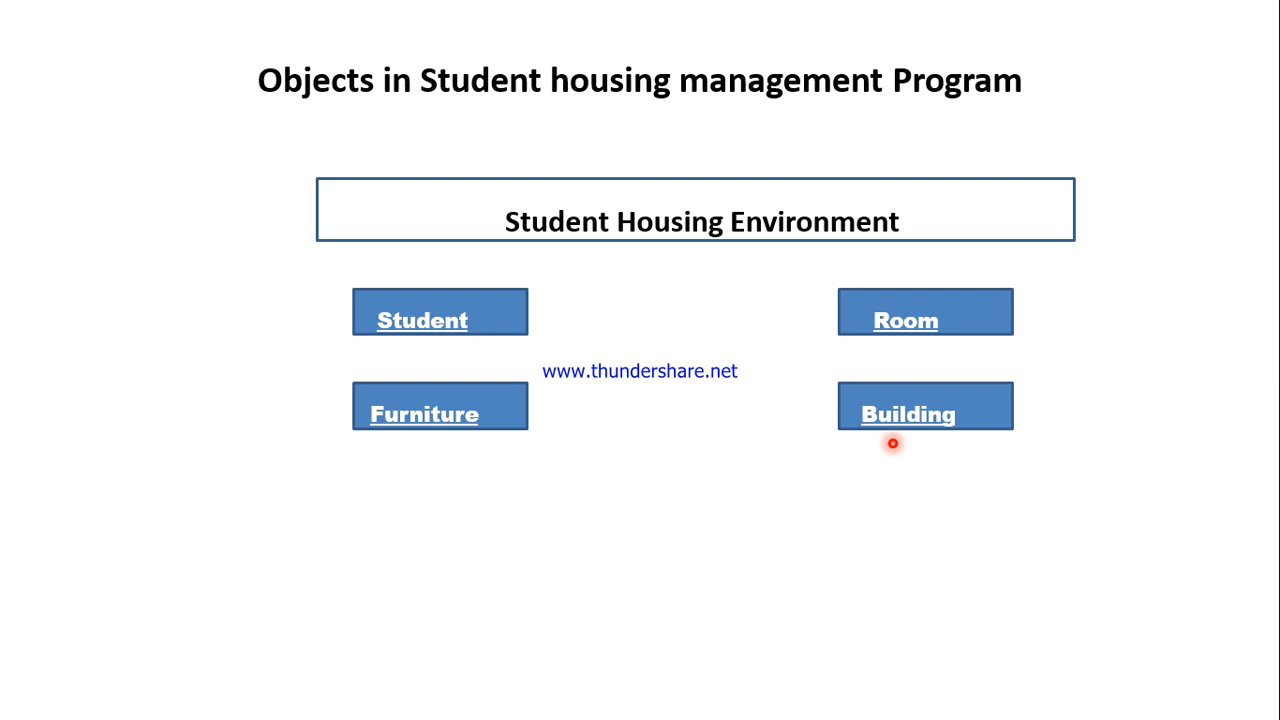 Objects in Student housing management Program
Student Housing Environment
Student
Room
www.thundershare.net
Furniture
Building